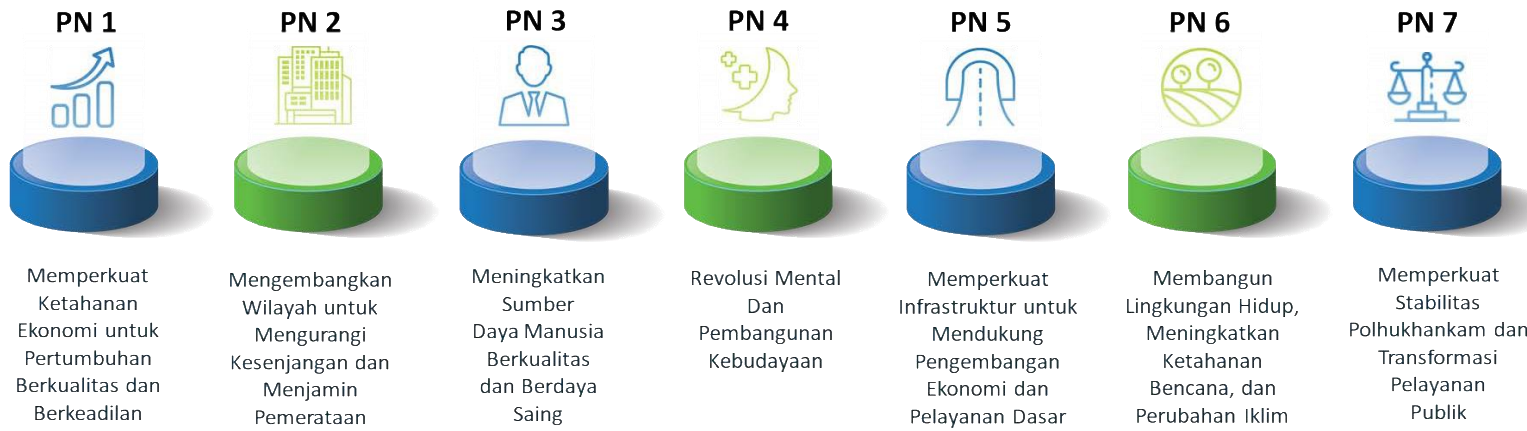 PN 1
Memperkuat
Ketahanan
Ekonomi untuk
Pertumbuhan
Berkualitas dan
Berkeadilan
PN 2
Mengembangkan
Wilayah untuk
Mengurangi
Kesenjangan dan
Menjamin
Pemerataan
PN 3
Meningkatkan
Sumber
Daya Manusia
Berkualitas
dan Berdaya
Saing
PN 4
Revolusi Mental
Dan
Pembangunan
Kebudayaan
PN 5
Memperkuat
Infrastruktur untuk
Mendukung
Pengembangan
Ekonomi dan
Pelayanan Dasar
PN 6
Membangun
Lingkungan Hidup,
Meningkatkan
Ketahanan
Bencana, dan
Perubahan Iklim
PN 7
Memperkuat
Stabilitas
Polhukhankam dan
Transformasi
Pelayanan
Publik